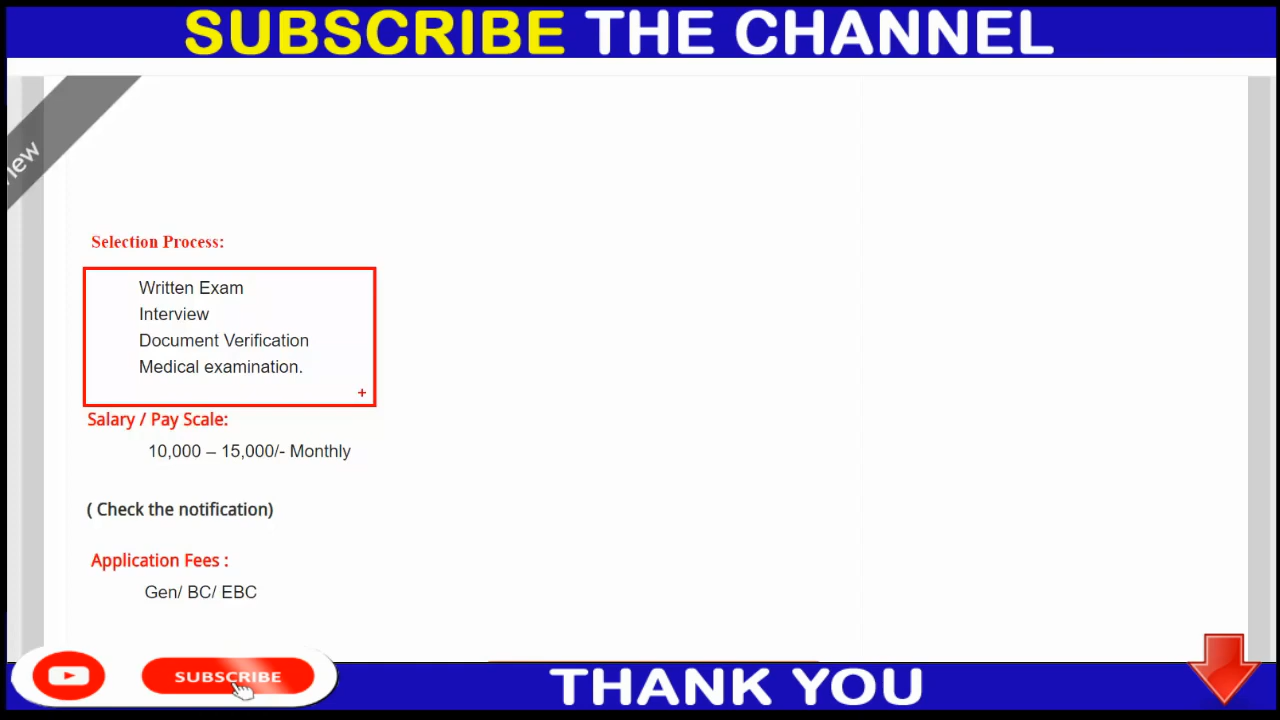 SUBSCRIBE THE CHANNEL
Selection Process:
Written Exam
Interview
Document Verification
Medical examination.
+
Salary / Pay Scale:
10,000 – 15,000/- Monthly
( Check the notification)
Application Fees :
Gen/ BC/ EBC
SUBSCRIBE
THANK YOU